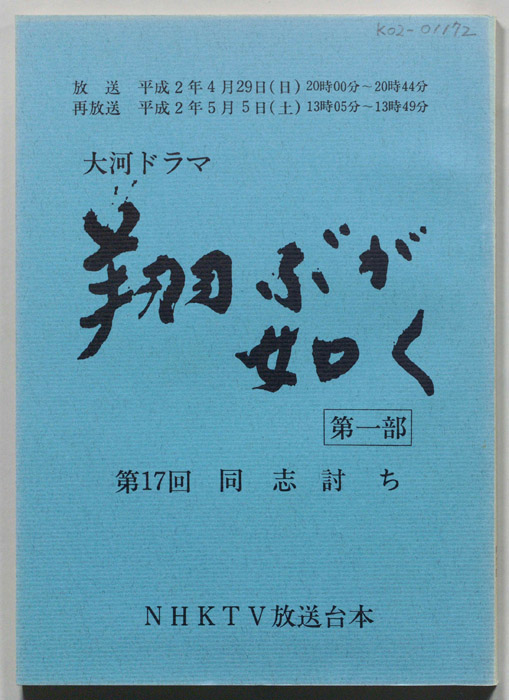 K02-01172
放送 平成2年4月29日(日) 20時00分~20時44分
再放送 平成2年5月5日(土) 13時05分~13時49分
大河ドラマ
翔ぶが
如く
第一部
第17回 同志討ち
NHKTV放送台本